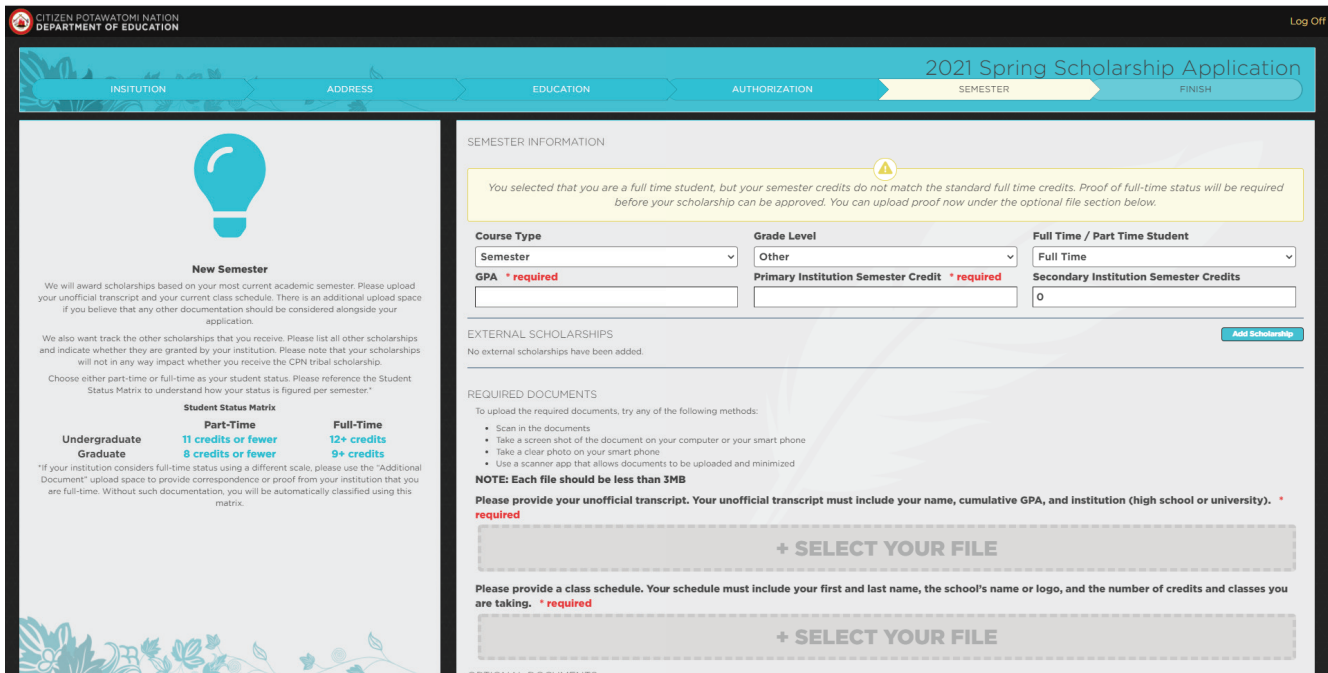 CITIZEN POTAWATOMI NATION
DEPARTMENT OF EDUCATION
Log Off
2021 Spring Scholarship Application
INSITUTION
ADDRESS
EDUCATION
AUTHORIZATION
SEMESTER
FINISH
New Semester
We will award scholarships based on your most current academic semester. Please upload
your unofficial transcript and your current class schedule. There is an additional upload space
if you believe that any other documentation should be considered alongside your
application.
We also want track the other scholarships that you receive. Please list all other scholarships
and indicate whether they are granted by your institution. Please note that your scholarships
will not in any way impact whether you receive the CPN tribal scholarship.
Choose either part-time or full-time as your student status. Please reference the Student
Status Matrix to understand how your status is figured per semester.*
Student Status Matrix
Part-Time Full-Time
Undergraduate 11 credits or fewer 12+ credits
Graduate 8 credits or fewer 9+ credits
*If your institution considers full-time status using a different scale, please use the "Additional
Document" upload space to provide correspondence or proof from your institution that you
are full-time. Without such documentation, you will be automatically classified using this
matrix.
SEMESTER INFORMATION
You selected that you are a full time student, but your semester credits do not match the standard full time credits. Proof of full-time status will be required
before your scholarship can be approved. You can upload proof now under the optional file section below.
Course Type Grade Level Full Time / Part Time Student
Semester Other Full Time
GPA * required Primary Institution Semester Credit * required Secondary Institution Semester Credits
0
EXTERNAL SCHOLARSHIPS
Add Scholarship
No external scholarships have been added.
REQUIRED DOCUMENTS
To upload the required documents, try any of the following methods:
• Scan in the documents
• Take a screen shot of the document on your computer or your smart phone
• Take a clear photo on your smart phone
• Use a scanner app that allows documents to be uploaded and minimized
NOTE: Each file should be less than 3MB
Please provide your unofficial transcript. Your unofficial transcript must include your name, cumulative GPA, and institution (high school or university). *
required
+ SELECT YOUR FILE
Please provide a class schedule. Your schedule must include your first and last name, the school's name or logo, and the number of credits and classes you
are taking. * required
+ SELECT YOUR FILE
OPTIONAL DOCUMENTS